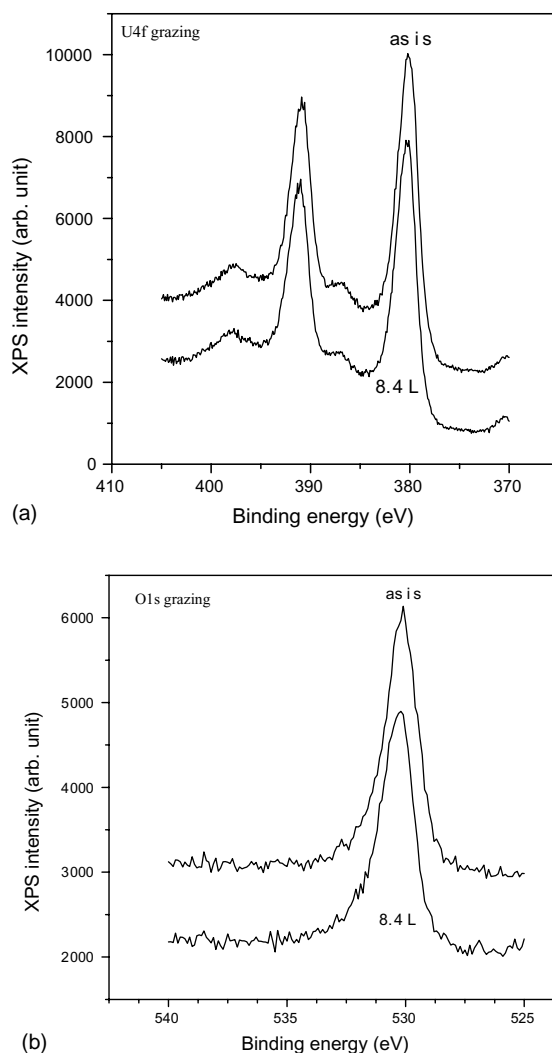 U4f grazing
as is
10000
8000
6000
4000
2000
0
XPS intensity (arb. unit)
8.4 L
410 400 390 380 370
Binding energy (eV)
(a)
O1s grazing
as is
6000
5000
4000
3000
2000
XPS intensity (arb. unit)
8.4 L
540 535 530 525
Binding energy (eV)
(b)